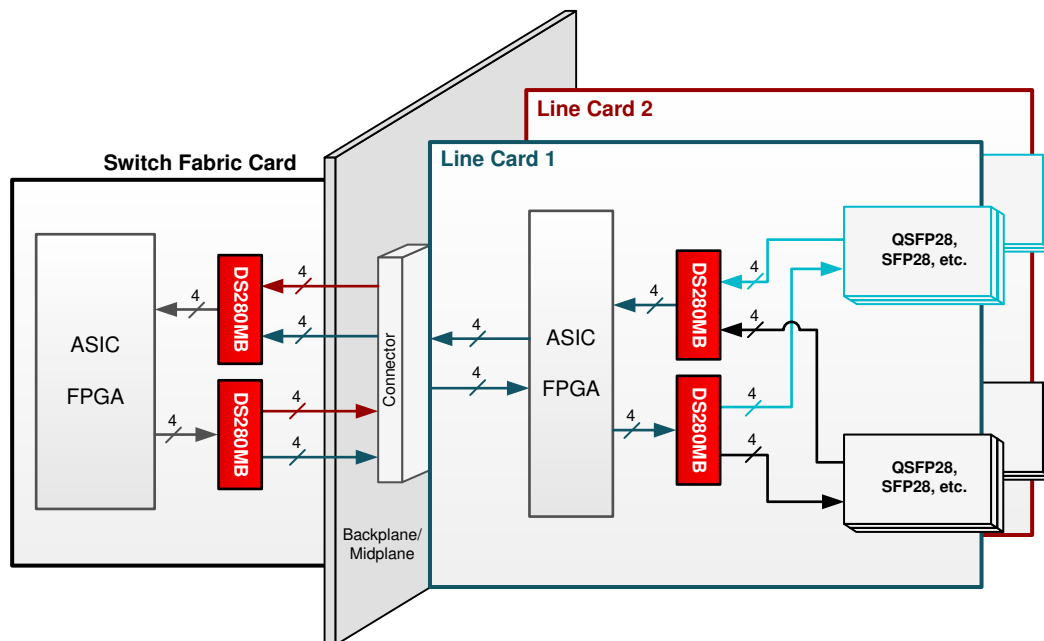 Line Card 2
Line Card 1
Switch Fabric Card
ASIC
FPGA
4
4
DS280MB
DS280MB
4
4
4
4
Connector
Backplane/
Midplane
4
4
ASIC
FPGA
4
4
DS280MB
DS280MB
4
4
4
4
QSFP28,
SFP28, etc.
QSFP28,
SFP28, etc.